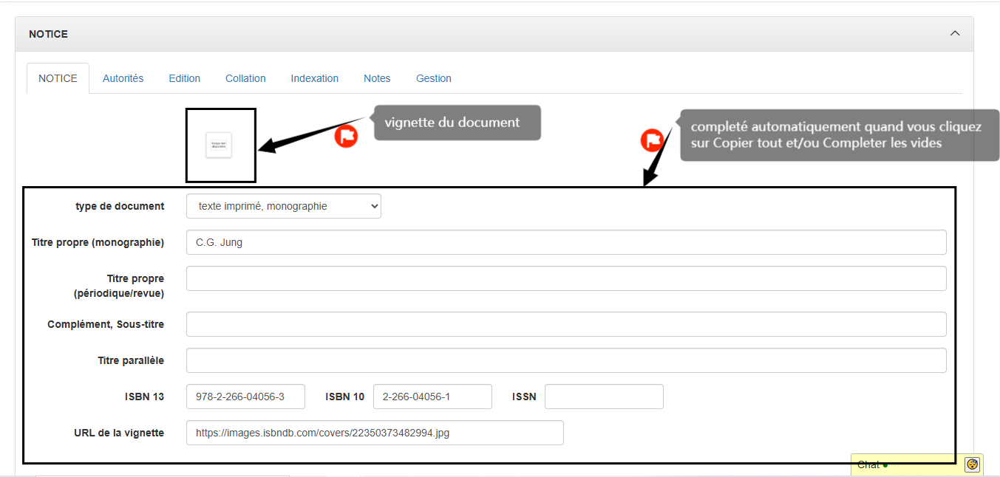 NOTICE
NOTICE Autorités Edition Collation Indexation Notes Gestion
vignette du document
completé automatiquement quand vous cliquez
sur Copier tout et/ou Completer les vides
type de document texte imprimé, monographie
Titre propre (monographie) C.G. Jung
Titre propre
(périodique/revue)
Complément, Sous-titre
Titre parallèle
ISBN 13 978-2-266-04056-3 ISBN 10 2-266-04056-1 ISSN
URL de la vignette https://images.isbndb.com/covers/22350373482994.jpg
Chat